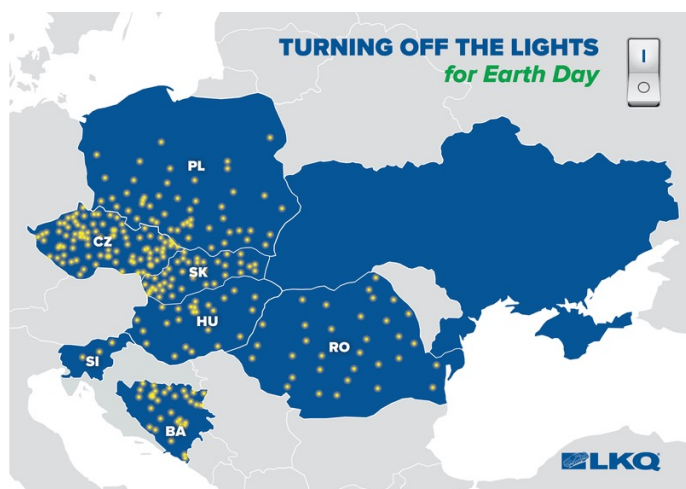 TURNING OFF THE LIGHTS
for Earth Day
I
O
PL
CZ
SK
HU
SI
RO
BA
LKQ